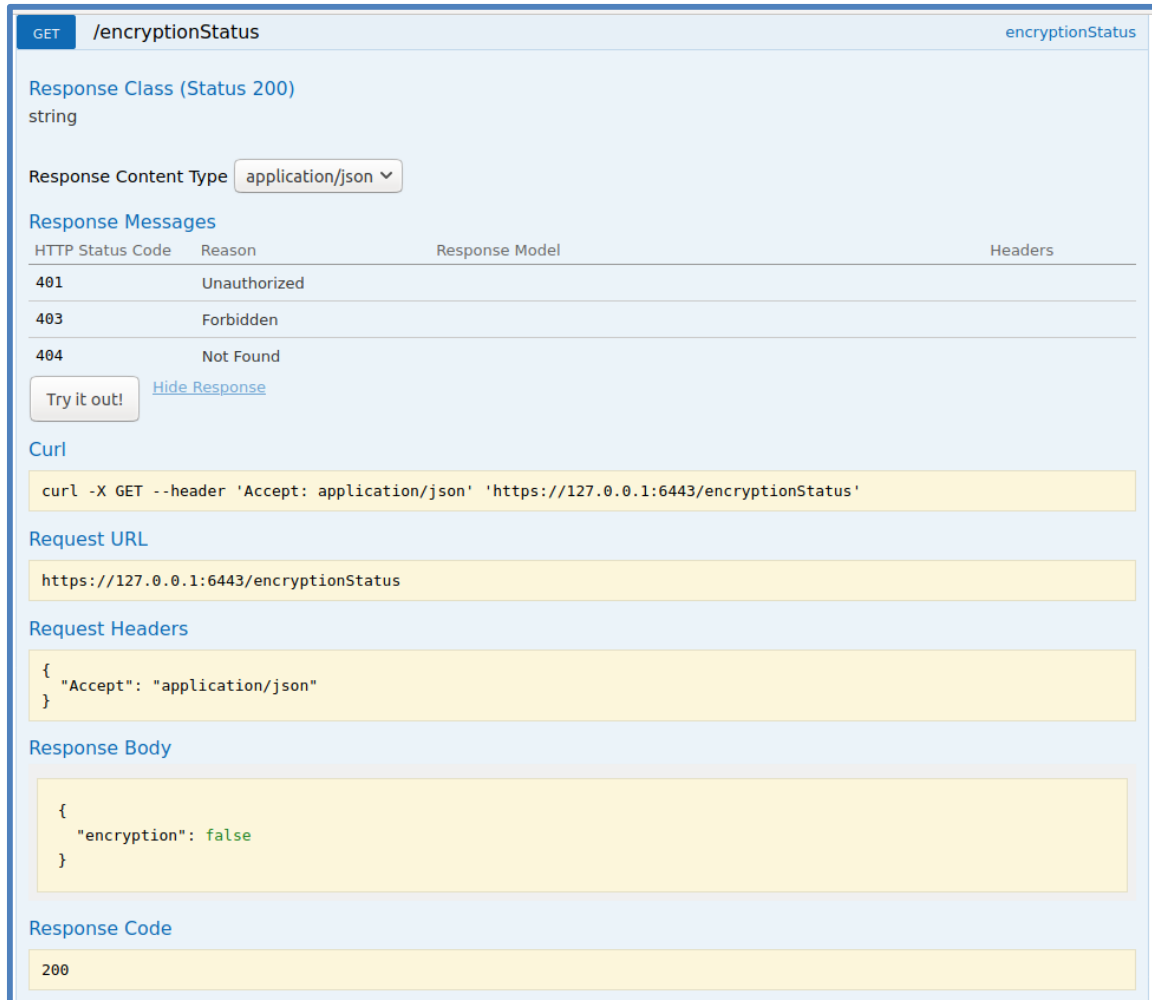 GET /encryptionStatus encryptionStatus
Response Class (Status 200)
string
Response Content Type application/json
Response Messages
HTTP Status Code Reason Response Model Headers
401 Unauthorized
403 Forbidden
404 Not Found
Try it out! Hide Response
Curl
curl -X GET --header 'Accept: application/json' 'https://127.0.0.1:6443/encryptionStatus'
Request URL
https://127.0.0.1:6443/encryptionStatus
Request Headers
{
"Accept": "application/json"
}
Response Body
{
"encryption": false
}
Response Code
200